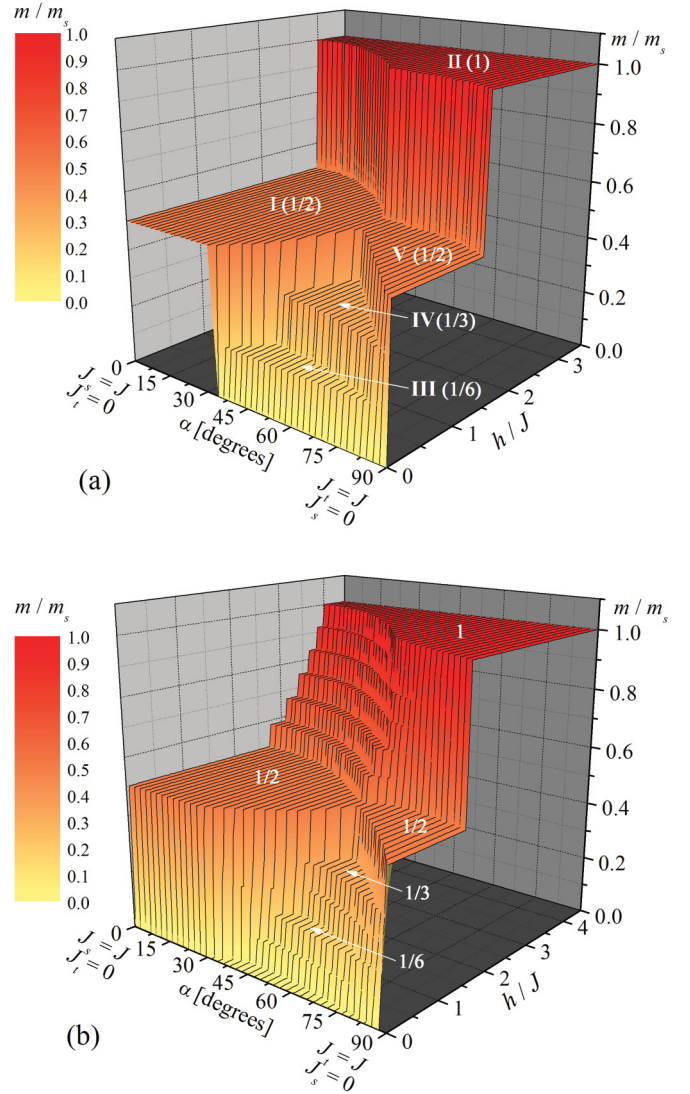 m / m_s
1.0
0.9
0.8
0.7
0.6
0.5
0.4
0.3
0.2
0.1
0.0
m / m_s
1.0
0.8
0.6
0.4
0.2
0.0
II (1)
I (1/2)
V (1/2)
IV (1/3)
III (1/6)
0
15
30
45
60
75
90
α [degrees]
J_s = J
J_t = 0
J_t = J
J_s = 0
0
1
2
3
h / J
(a)
m / m_s
1.0
0.9
0.8
0.7
0.6
0.5
0.4
0.3
0.2
0.1
0.0
m / m_s
1.0
0.8
0.6
0.4
0.2
0.0
1
1/2
1/2
1/3
1/6
0
15
30
45
60
75
90
α [degrees]
J_s = J
J_t = 0
J_t = J
J_s = 0
0
1
2
3
4
h / J
(b)